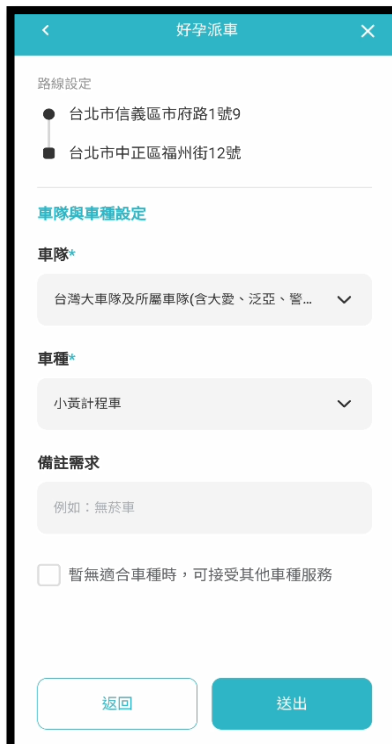 好孕派車
路線設定
台北市信義區市府路1號9
台北市中正區福州街12號
車隊與車種設定
車隊*
台灣大車隊及所屬車隊(含大愛、泛亞、警...
車種*
小黃計程車
備註需求
例如：無菸車
暫無適合車種時，可接受其他車種服務
返回
送出